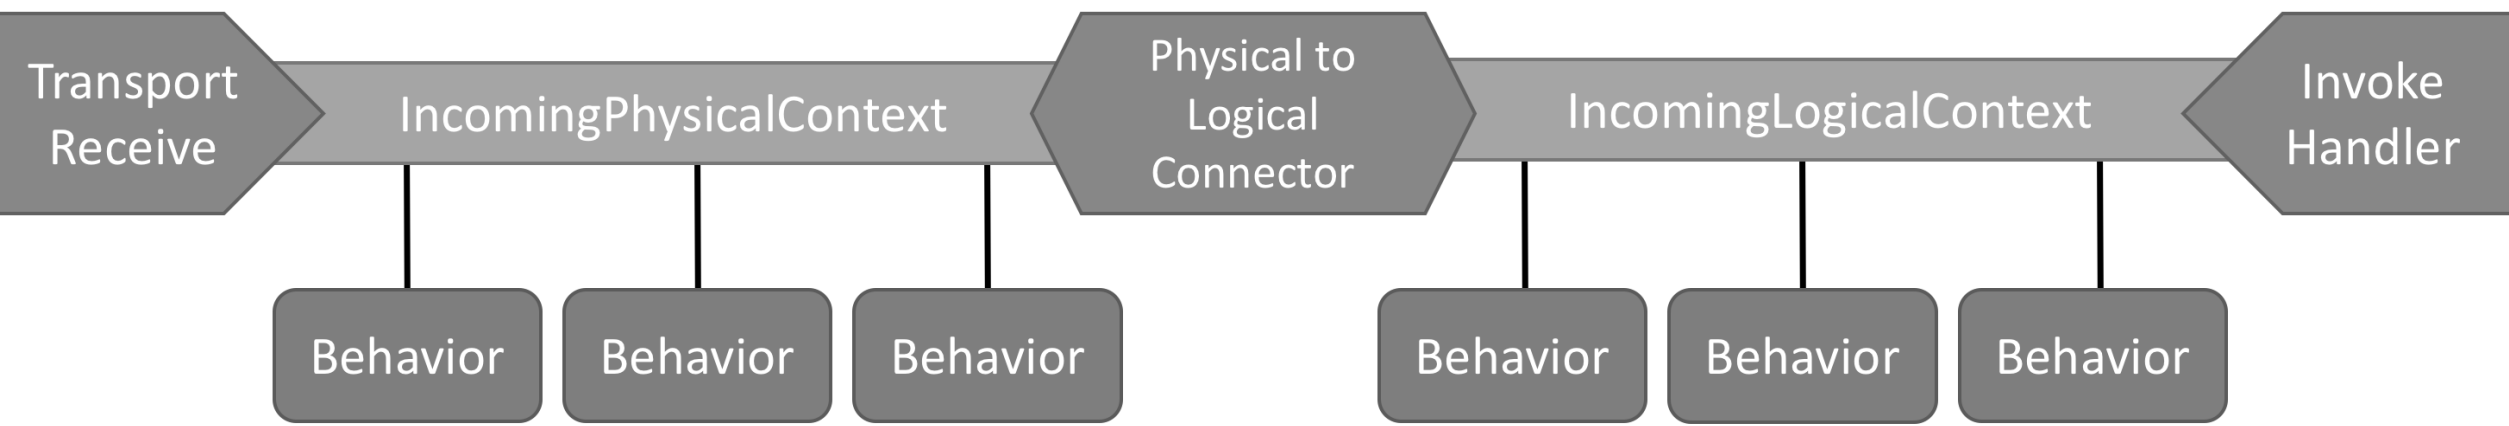 Transport
Receive
IncomingPhysicalContext
Physical to
Logical
Connector
IncomingLogicalContext
Invoke
Handler
Behavior
Behavior
Behavior
Behavior
Behavior
Behavior